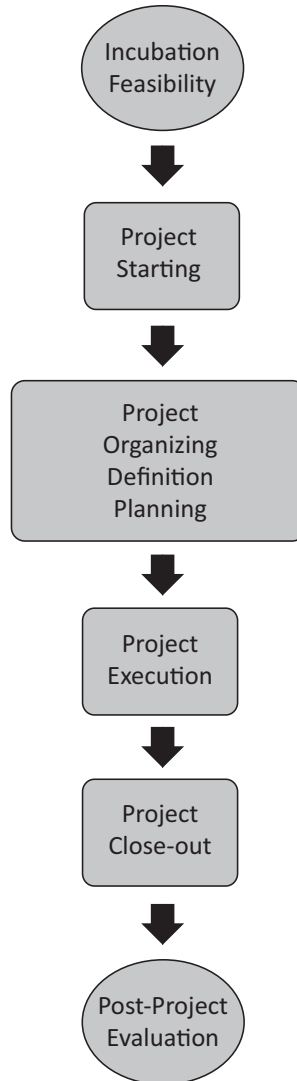 Incubation
Feasibility
Project
Starting
Project
Organizing
Definition
Planning
Project
Execution
Project
Close-out
Post-Project
Evaluation